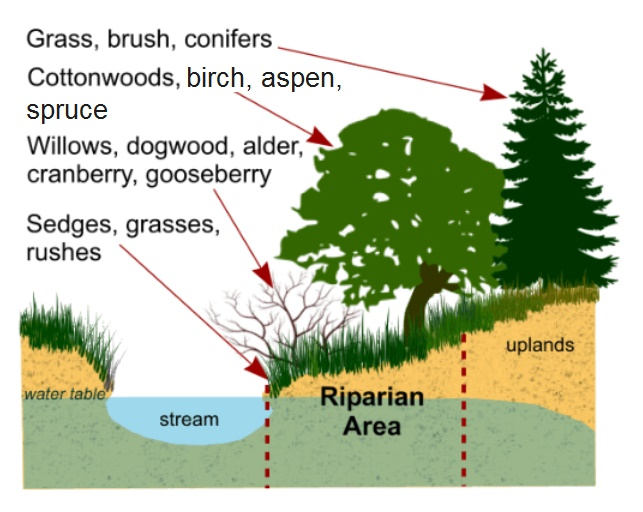 Grass, brush, conifers
Cottonwoods, birch, aspen,
spruce
Willows, dogwood, alder,
cranberry, gooseberry
Sedges, grasses,
rushes
uplands
water table
stream
Riparian
Area